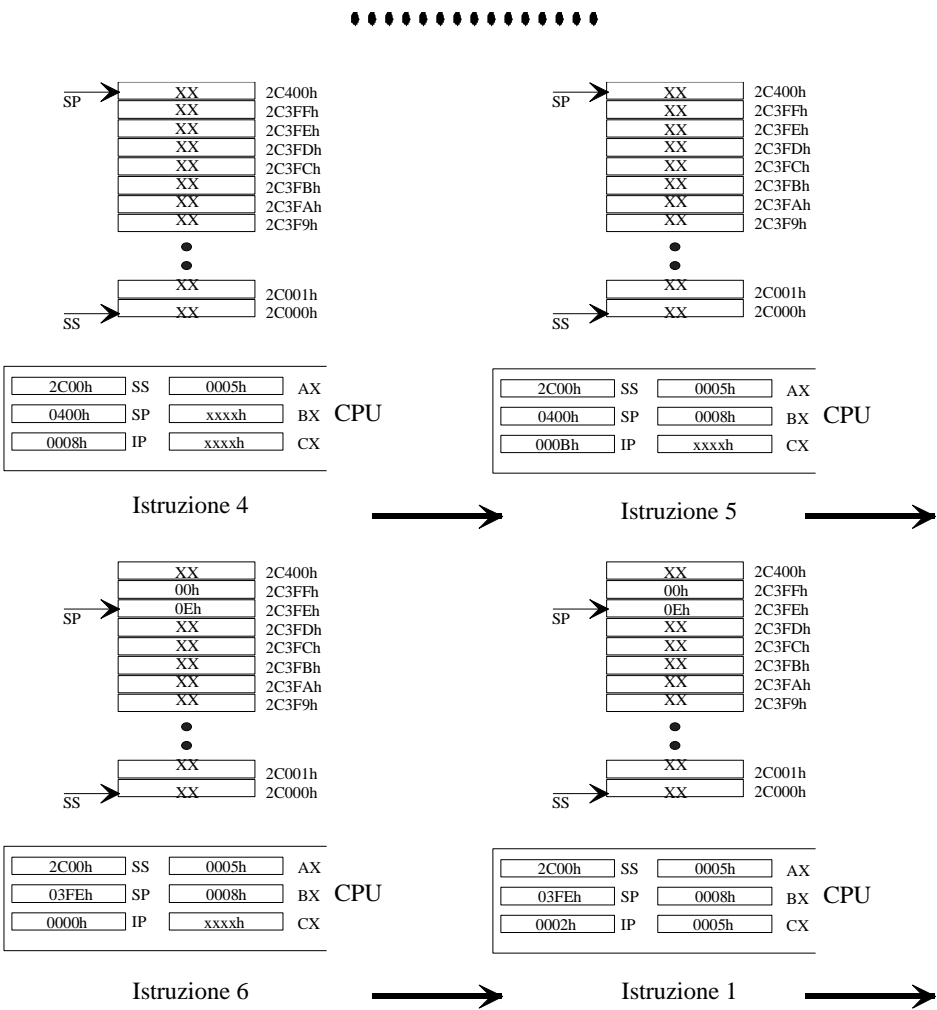 XX 2C400h
SP XX 2C3FFh
XX 2C3FEh
XX 2C3FDh
XX 2C3FCh
XX 2C3FBh
XX 2C3FAh
XX 2C3F9h
XX 2C001h
SS XX 2C000h
2C00h SS 0005h AX
0400h SP xxxxh BX CPU
0008h IP xxxxh CX
Istruzione 4
XX 2C400h
SP XX 2C3FFh
XX 2C3FEh
XX 2C3FDh
XX 2C3FCh
XX 2C3FBh
XX 2C3FAh
XX 2C3F9h
XX 2C001h
SS XX 2C000h
2C00h SS 0005h AX
0400h SP 0008h BX CPU
000Bh IP xxxxh CX
Istruzione 5
XX 2C400h
00h 2C3FFh
SP 0Eh 2C3FEh
XX 2C3FDh
XX 2C3FCh
XX 2C3FBh
XX 2C3FAh
XX 2C3F9h
XX 2C001h
SS XX 2C000h
2C00h SS 0005h AX
03FEh SP 0008h BX CPU
0000h IP xxxxh CX
Istruzione 6
XX 2C400h
00h 2C3FFh
SP 0Eh 2C3FEh
XX 2C3FDh
XX 2C3FCh
XX 2C3FBh
XX 2C3FAh
XX 2C3F9h
XX 2C001h
SS XX 2C000h
2C00h SS 0005h AX
03FEh SP 0008h BX CPU
0002h IP 0005h CX
Istruzione 1